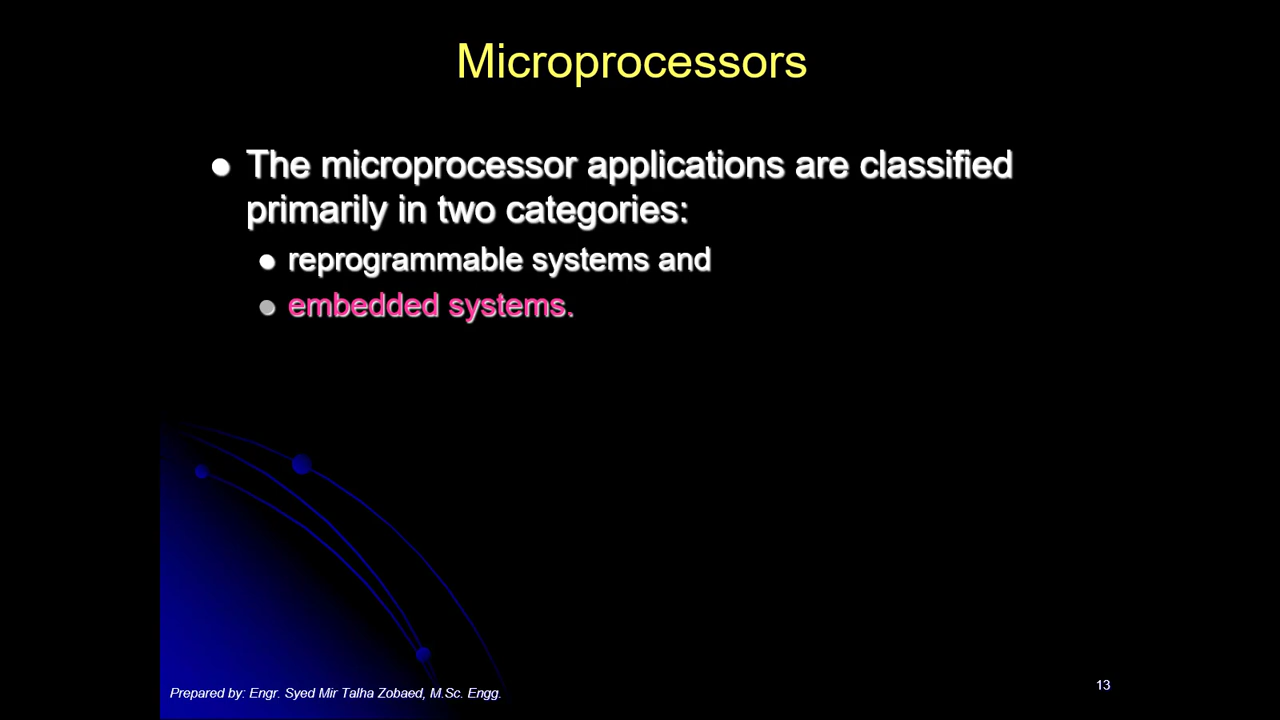 Microprocessors
● The microprocessor applications are classified
primarily in two categories:
● reprogrammable systems and
● embedded systems.
Prepared by: Engr. Syed Mir Talha Zobaed, M.Sc. Engg.
13